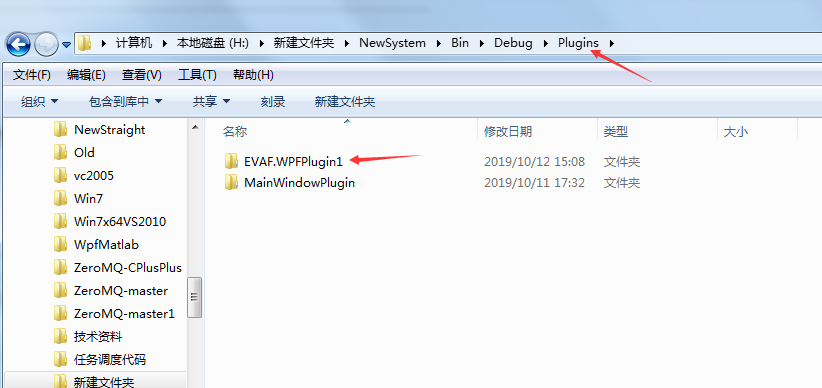 计算机 本地磁盘 (H:) 新建文件夹 NewSystem Bin Debug Plugins
文件(F) 编辑(E) 查看(V) 工具(T) 帮助(H)
组织 包含到库中 共享 刻录 新建文件夹
NewStraight
Old
vc2005
Win7
Win7x64VS2010
WpfMatlab
ZeroMQ-CPlusPlus
ZeroMQ-master
ZeroMQ-master1
技术资料
任务调度代码
新建文件夹
名称 修改日期 类型 大小
EVAF.WPFPlugin1 2019/10/12 15:08 文件夹
MainWindowPlugin 2019/10/11 17:32 文件夹